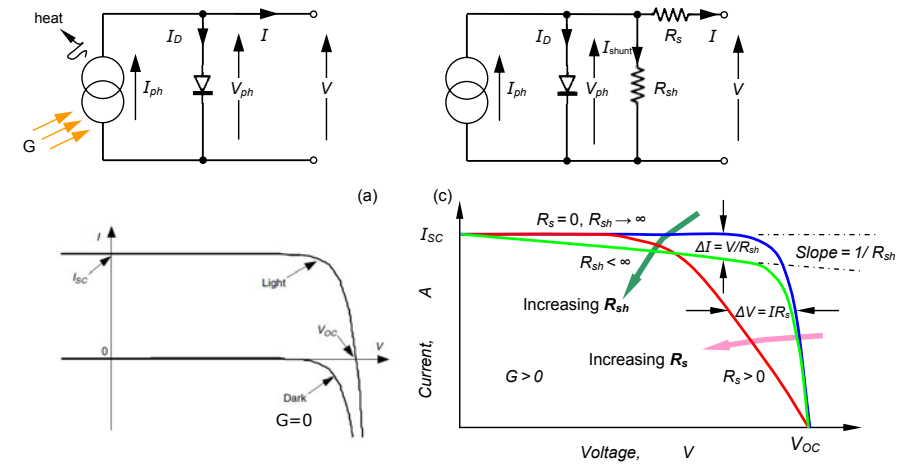 heat
I_D
I
I_ph
V_ph
V
G
I_D
I_shunt
R_s
I
I_ph
V_ph
R_sh
V
(a)
I
I_SC
Light
V_OC
V
0
Dark
G=0
(c)
I_SC
R_s = 0, R_sh → ∞
ΔI = V/R_sh
Slope = 1/ R_sh
R_sh < ∞
Increasing R_sh
ΔV = IR_s
Increasing R_s
G > 0
R_s > 0
Current, A
Voltage, V
V_OC